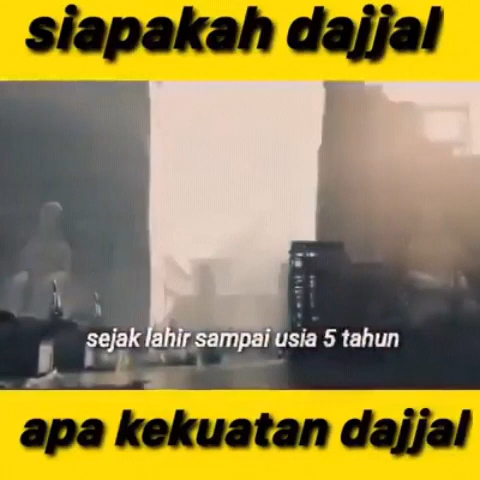 siapakah dajjal
sejak lahir sampai usia 5 tahun
apa kekuatan dajjal